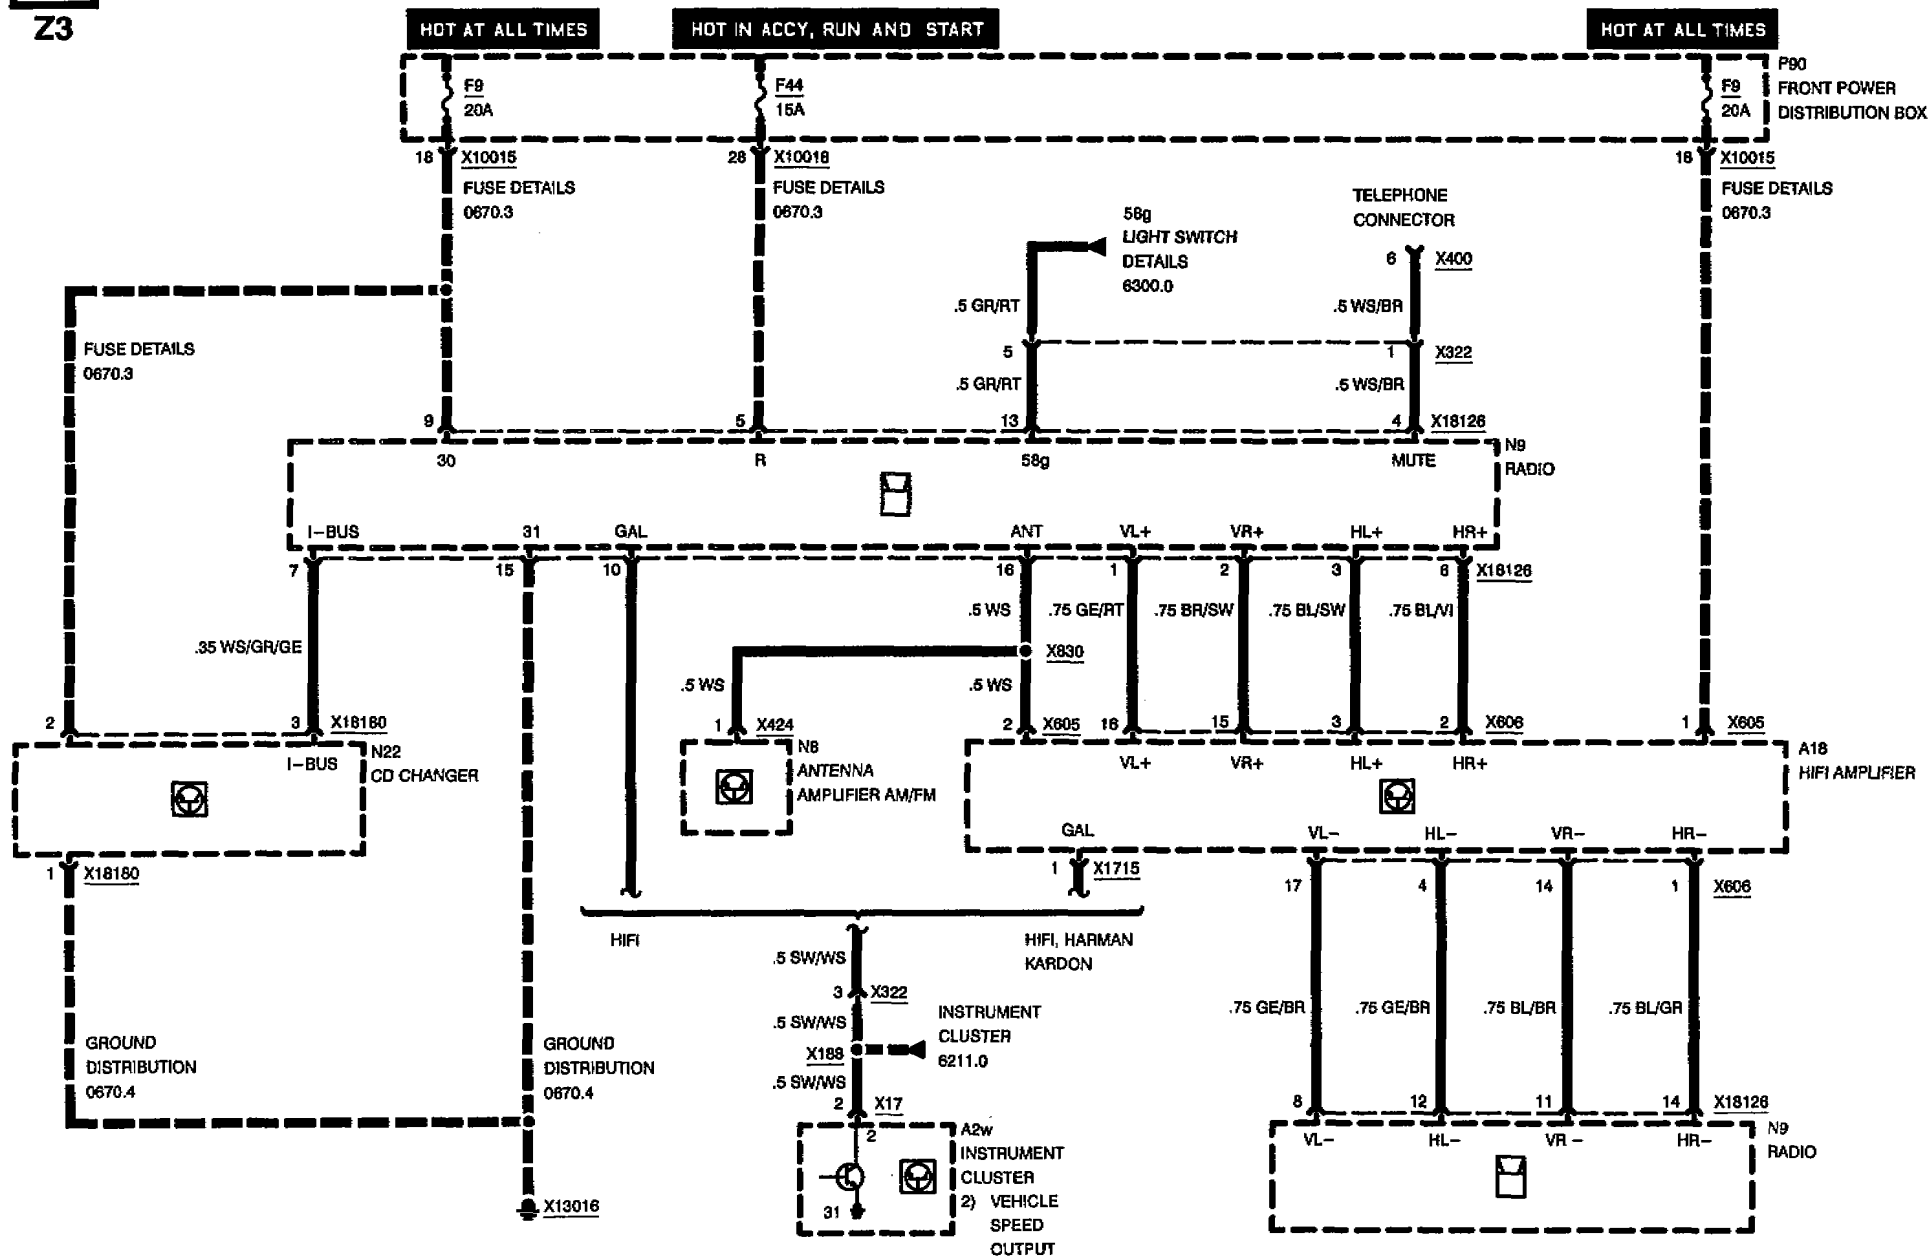 Z3
HOT AT ALL TIMES
HOT IN ACCY, RUN AND START
HOT AT ALL TIMES
F9
20A
F44
15A
F9
20A
P90
FRONT POWER
DISTRIBUTION BOX
18 X10015
28 X10016
18 X10015
FUSE DETAILS
0670.3
FUSE DETAILS
0670.3
FUSE DETAILS
0670.3
58g
LIGHT SWITCH
DETAILS
6300.0
TELEPHONE
CONNECTOR
6 X400
.5 GR/RT
.5 WS/BR
FUSE DETAILS
0670.3
5
1 X322
.5 GR/RT
.5 WS/BR
9
5
13
4 X18126
30
R
58g
MUTE
N9
RADIO
I-BUS
31
GAL
ANT
VL+
VR+
HL+
HR+
7
15
10
16
1
2
3
6 X18126
.5 WS
.75 GE/RT
.75 BR/SW
.75 BL/SW
.75 BL/VI
.35 WS/GR/GE
X830
.5 WS
.5 WS
2
3 X18180
1 X424
2 X605
16
15
3
2 X606
1 X605
I-BUS
N22
CD CHANGER
N8
ANTENNA
AMPLIFIER AM/FM
VL+
VR+
HL+
HR+
A18
HIFI AMPLIFIER
GAL
VL-
HL-
VR-
HR-
1 X18180
1 X1715
17
4
14
1 X606
HIFI
HIFI, HARMAN
KARDON
.5 SW/WS
3 X322
.5 SW/WS
X188
INSTRUMENT
CLUSTER
6211.0
.5 SW/WS
.75 GE/BR
.75 GE/BR
.75 BL/BR
.75 BL/GR
GROUND
DISTRIBUTION
0670.4
GROUND
DISTRIBUTION
0670.4
2 X17
8
12
11
14 X18126
2
VL-
HL-
VR -
HR-
N9
RADIO
A2w
INSTRUMENT
CLUSTER
2) VEHICLE
SPEED
OUTPUT
31
X13016